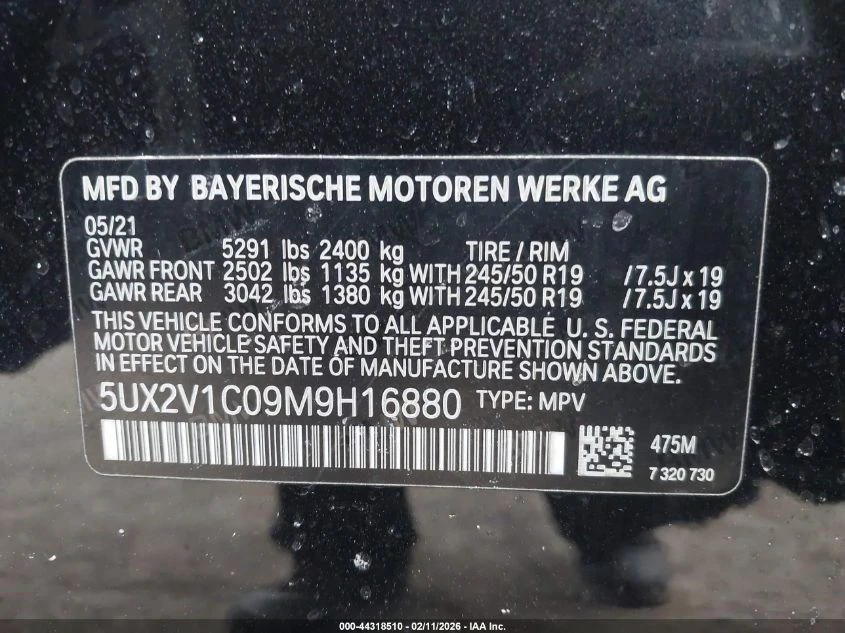 MFD BY BAYERISCHE MOTOREN WERKE AG
05/21
GVWR 5291 lbs 2400 kg TIRE / RIM
GAWR FRONT 2502 lbs 1135 kg WITH 245/50 R19 / 7.5J x 19
GAWR REAR 3042 lbs 1380 kg WITH 245/50 R19 / 7.5J x 19
THIS VEHICLE CONFORMS TO ALL APPLICABLE U. S. FEDERAL
MOTOR VEHICLE SAFETY AND THEFT PREVENTION STANDARDS
IN EFFECT ON THE DATE OF MANUFACTURE SHOWN ABOVE.
5UX2V1C09M9H16880 TYPE: MPV
475M
7 320 730
000-44318510 - 02/11/2026 - IAA Inc.